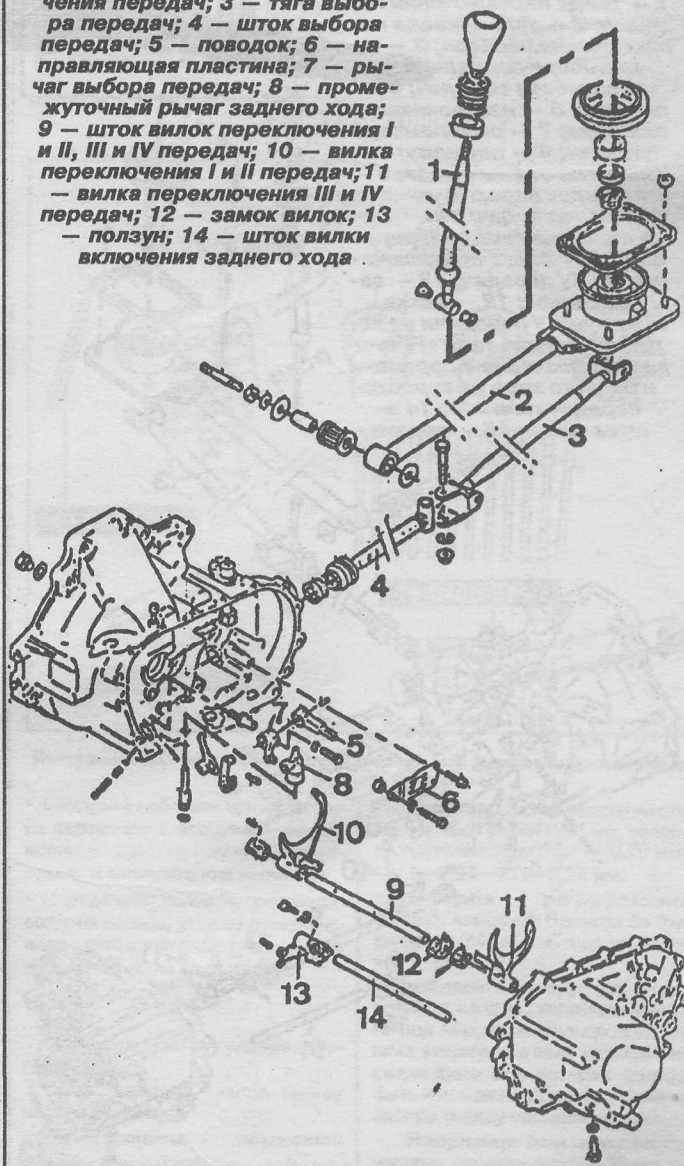 чения передач; 3 — тяга выбо-
ра передач; 4 — шток выбора
передач; 5 — поводок; 6 — на-
правляющая пластина; 7 — ры-
чаг выбора передач; 8 — проме-
жуточный рычаг заднего хода;
9 — шток вилок переключения I
и II, III и IV передач; 10 — вилка
переключения I и II передач; 11
— вилка переключения III и IV
передач; 12 — замок вилок; 13
— ползун; 14 — шток вилки
включения заднего хода
1
2
3
4
7
5
8
6
10
9
11
12
13
14